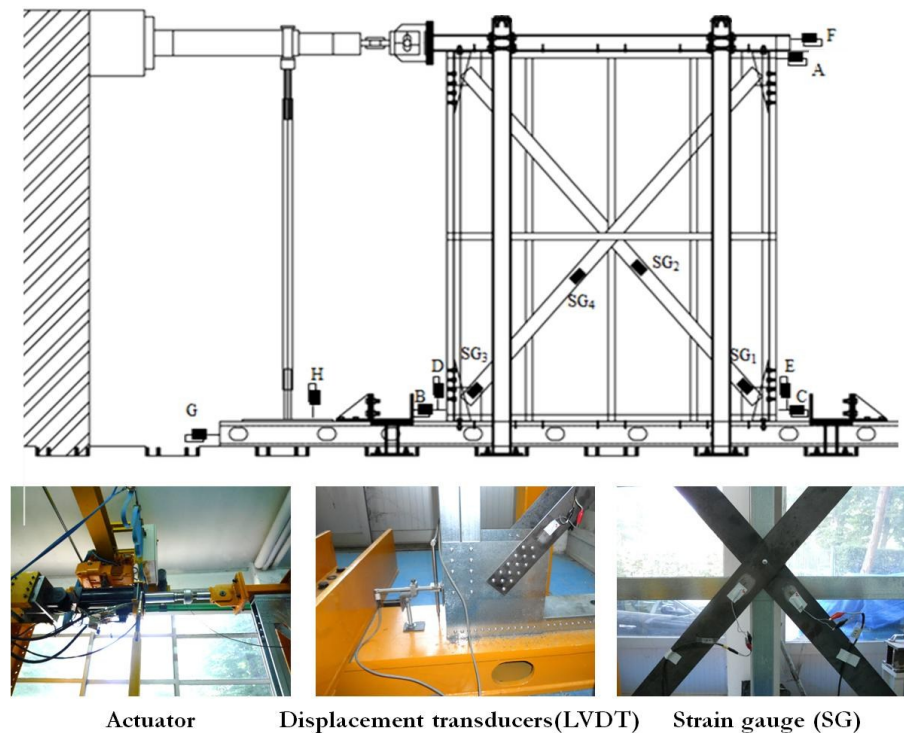 F
A
SG2
SG4
SG3
SG1
D
E
H
B
C
G
Actuator
Displacement transducers(LVDT)
Strain gauge (SG)